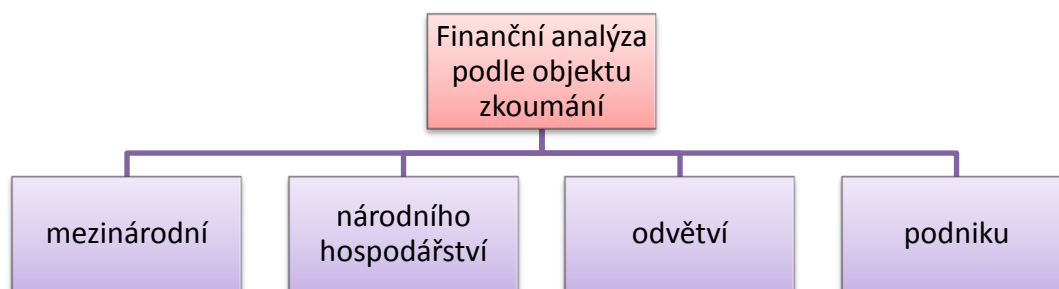 Finanční analýza
podle objektu
zkoumání
mezinárodní
národního
hospodářství
odvětví
podniku